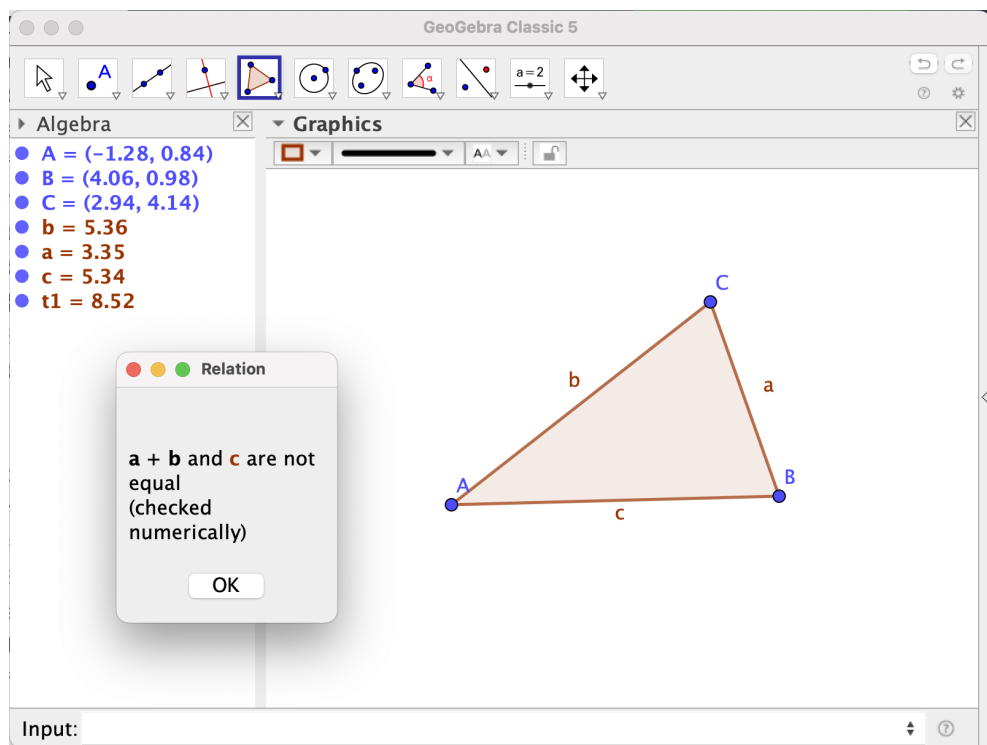 GeoGebra Classic 5
A
α
a=2
Algebra
Graphics
AA
A = (−1.28, 0.84)
B = (4.06, 0.98)
C = (2.94, 4.14)
b = 5.36
a = 3.35
c = 5.34
t1 = 8.52
Relation
a + b and c are not
equal
(checked
numerically)
OK
C
b
a
A
B
c
Input: